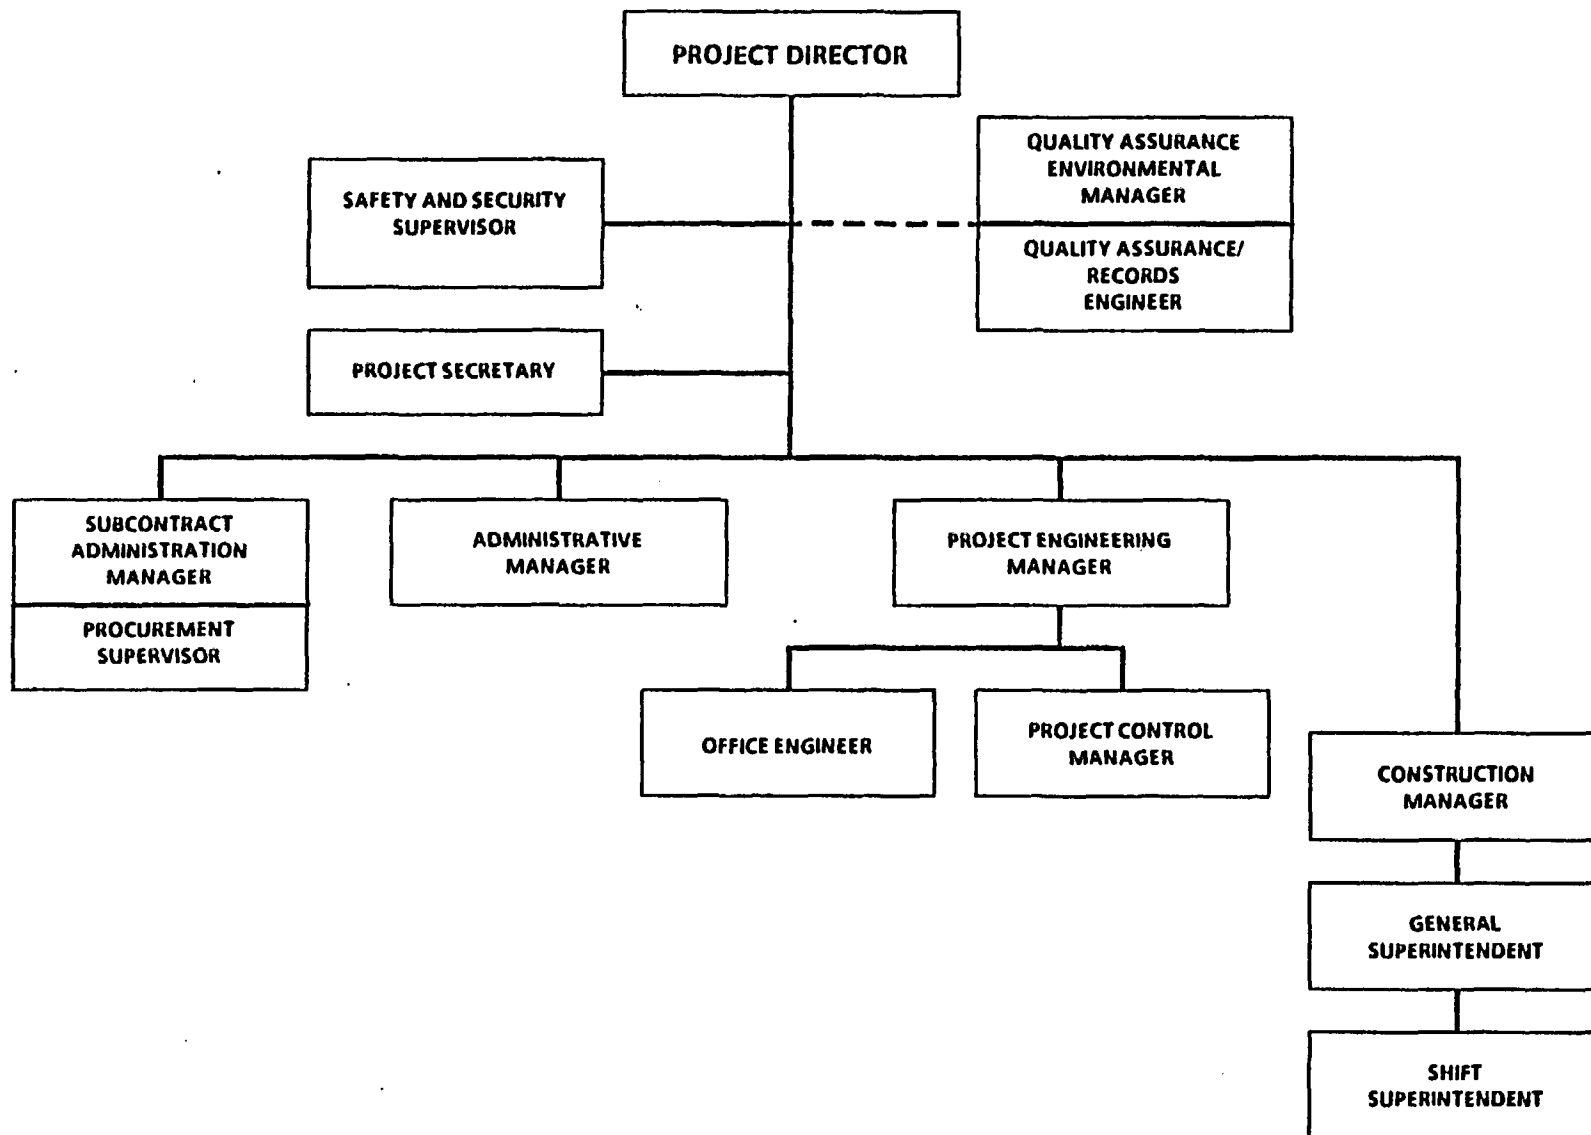 PROJECT DIRECTOR
QUALITY ASSURANCE
ENVIRONMENTAL
MANAGER
SAFETY AND SECURITY
SUPERVISOR
QUALITY ASSURANCE/
RECORDS
ENGINEER
PROJECT SECRETARY
SUBCONTRACT
ADMINISTRATION
MANAGER
PROCUREMENT
SUPERVISOR
ADMINISTRATIVE
MANAGER
PROJECT ENGINEERING
MANAGER
OFFICE ENGINEER
PROJECT CONTROL
MANAGER
CONSTRUCTION
MANAGER
GENERAL
SUPERINTENDENT
SHIFT
SUPERINTENDENT